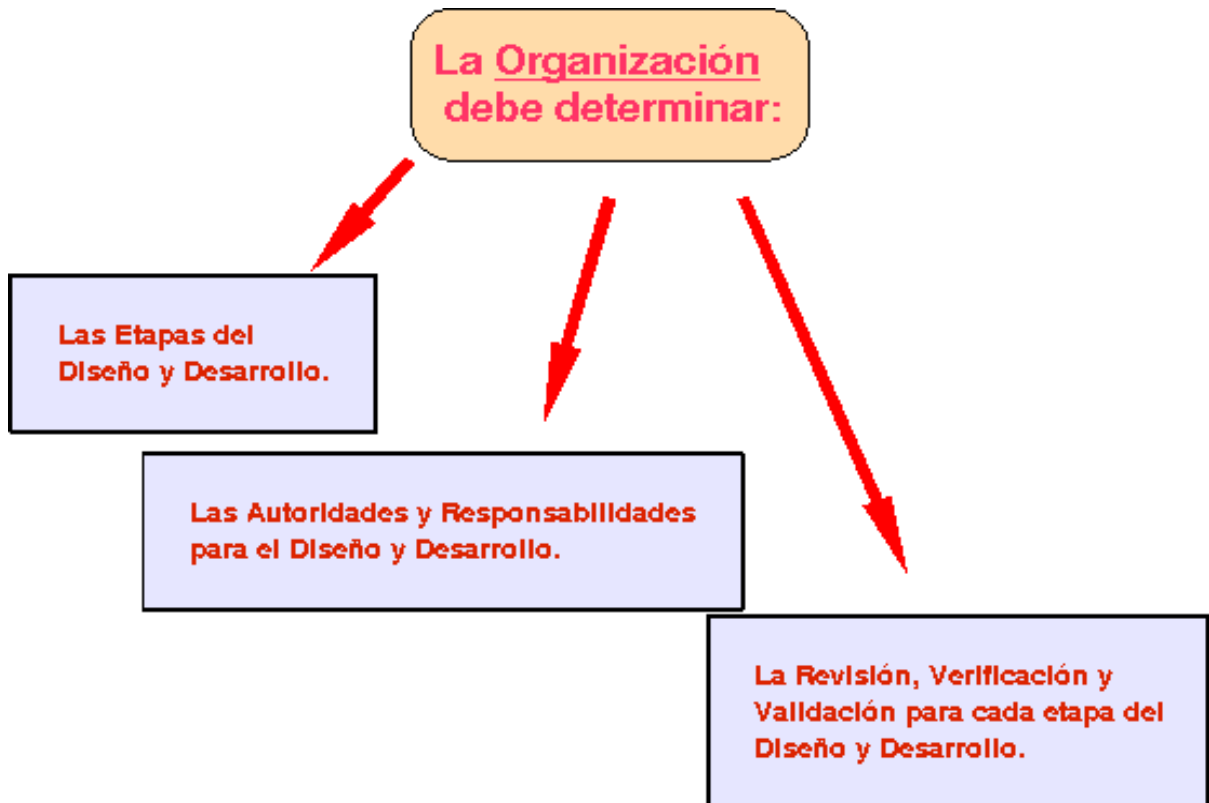 La Organización
debe determinar:
Las Etapas del
Diseño y Desarrollo.
Las Autoridades y Responsabilidades
para el Diseño y Desarrollo.
La Revisión, Verificación y
Validación para cada etapa del
Diseño y Desarrollo.